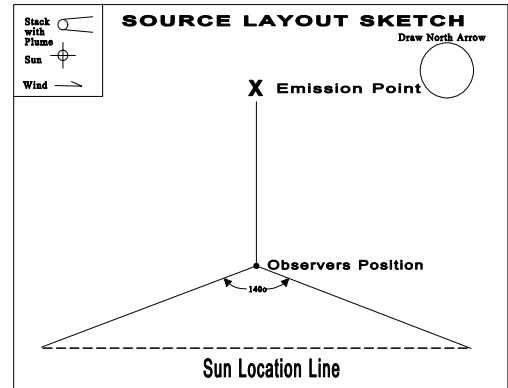 SOURCE LAYOUT SKETCH
Stack
with
Plume
Sun
Wind
Draw North Arrow
X Emission Point
Observers Position
140o
Sun Location Line